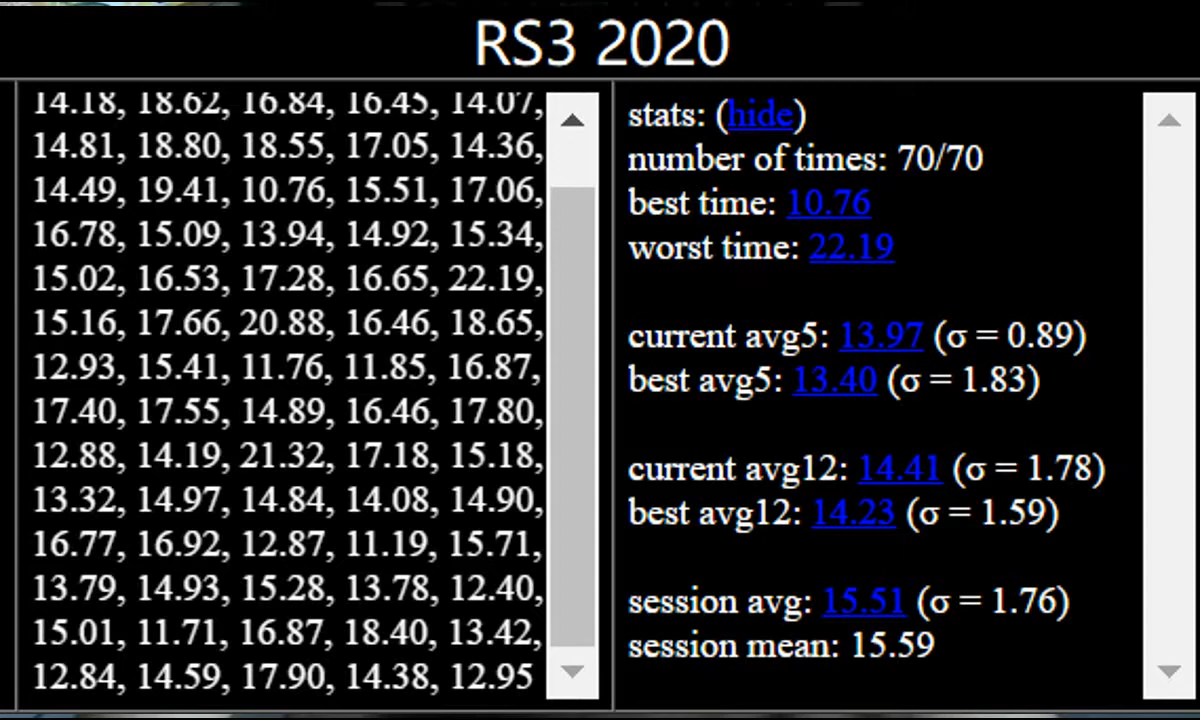 RS3 2020
14.18, 18.62, 16.84, 16.45, 14.07,
14.81, 18.80, 18.55, 17.05, 14.36,
14.49, 19.41, 10.76, 15.51, 17.06,
16.78, 15.09, 13.94, 14.92, 15.34,
15.02, 16.53, 17.28, 16.65, 22.19,
15.16, 17.66, 20.88, 16.46, 18.65,
12.93, 15.41, 11.76, 11.85, 16.87,
17.40, 17.55, 14.89, 16.46, 17.80,
12.88, 14.19, 21.32, 17.18, 15.18,
13.32, 14.97, 14.84, 14.08, 14.90,
16.77, 16.92, 12.87, 11.19, 15.71,
13.79, 14.93, 15.28, 13.78, 12.40,
15.01, 11.71, 16.87, 18.40, 13.42,
12.84, 14.59, 17.90, 14.38, 12.95
stats: (hide)
number of times: 70/70
best time: 10.76
worst time: 22.19
current avg5: 13.97 (σ = 0.89)
best avg5: 13.40 (σ = 1.83)
current avg12: 14.41 (σ = 1.78)
best avg12: 14.23 (σ = 1.59)
session avg: 15.51 (σ = 1.76)
session mean: 15.59